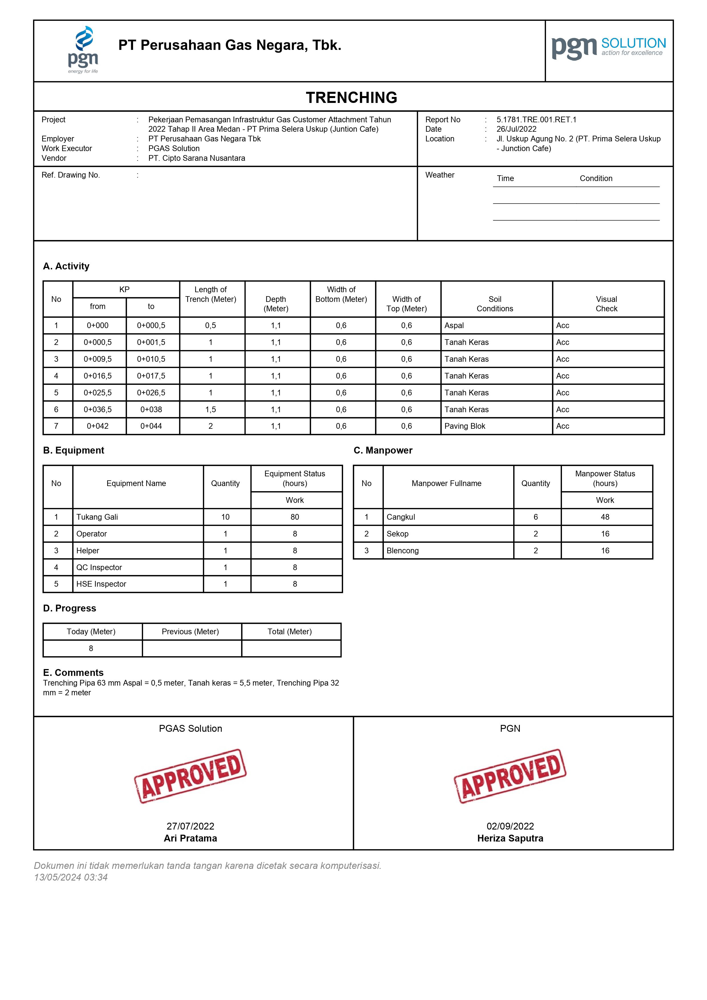 pgn
energy for life
PT Perusahaan Gas Negara, Tbk.
pgn SOLUTION
action for excellence
TRENCHING
Project : Pekerjaan Pemasangan Infrastruktur Gas Customer Attachment Tahun
2022 Tahap II Area Medan - PT Prima Selera Uskup (Juntion Cafe)
Employer : PT Perusahaan Gas Negara Tbk
Work Executor : PGAS Solution
Vendor : PT. Cipto Sarana Nusantara
Report No : 5.1781.TRE.001.RET.1
Date : 26/Jul/2022
Location : Jl. Uskup Agung No. 2 (PT. Prima Selera Uskup
- Junction Cafe)
Ref. Drawing No. :
Weather Time Condition
A. Activity
No KP Length of Trench (Meter) Depth (Meter) Width of Bottom (Meter) Width of Top (Meter) Soil Conditions Visual Check
from to
1 0+000 0+000,5 0,5 1,1 0,6 0,6 Aspal Acc
2 0+000,5 0+001,5 1 1,1 0,6 0,6 Tanah Keras Acc
3 0+009,5 0+010,5 1 1,1 0,6 0,6 Tanah Keras Acc
4 0+016,5 0+017,5 1 1,1 0,6 0,6 Tanah Keras Acc
5 0+025,5 0+026,5 1 1,1 0,6 0,6 Tanah Keras Acc
6 0+036,5 0+038 1,5 1,1 0,6 0,6 Tanah Keras Acc
7 0+042 0+044 2 1,1 0,6 0,6 Paving Blok Acc
B. Equipment
No Equipment Name Quantity Equipment Status (hours)
Work
1 Tukang Gali 10 80
2 Operator 1 8
3 Helper 1 8
4 QC Inspector 1 8
5 HSE Inspector 1 8
C. Manpower
No Manpower Fullname Quantity Manpower Status (hours)
Work
1 Cangkul 6 48
2 Sekop 2 16
3 Blencong 2 16
D. Progress
Today (Meter) Previous (Meter) Total (Meter)
8
E. Comments
Trenching Pipa 63 mm Aspal = 0,5 meter, Tanah keras = 5,5 meter, Trenching Pipa 32
mm = 2 meter
PGAS Solution
APPROVED
27/07/2022
Ari Pratama
PGN
APPROVED
02/09/2022
Heriza Saputra
Dokumen ini tidak memerlukan tanda tangan karena dicetak secara komputerisasi.
13/05/2024 03:34